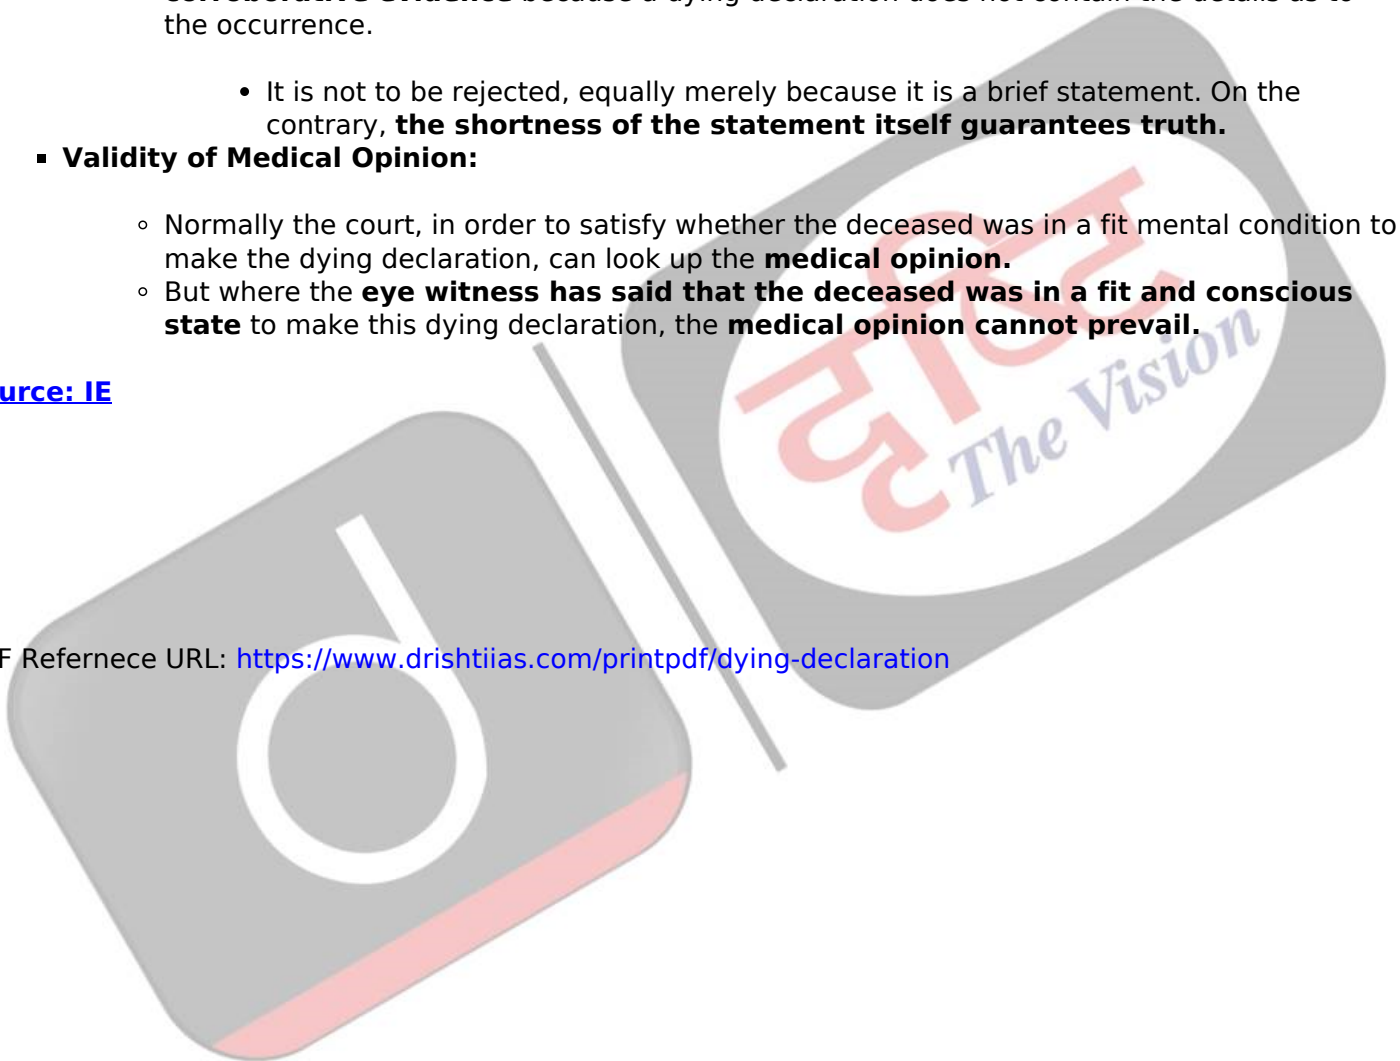 the occurrence.
It is not to be rejected, equally merely because it is a brief statement. On the
contrary, the shortness of the statement itself guarantees truth.
Validity of Medical Opinion:
Normally the court, in order to satisfy whether the deceased was in a fit mental condition to
make the dying declaration, can look up the medical opinion.
But where the eye witness has said that the deceased was in a fit and conscious
state to make this dying declaration, the medical opinion cannot prevail.
urce: IE
F Refernece URL: https://www.drishtiias.com/printpdf/dying-declaration
दृष्टि
The Vision
d